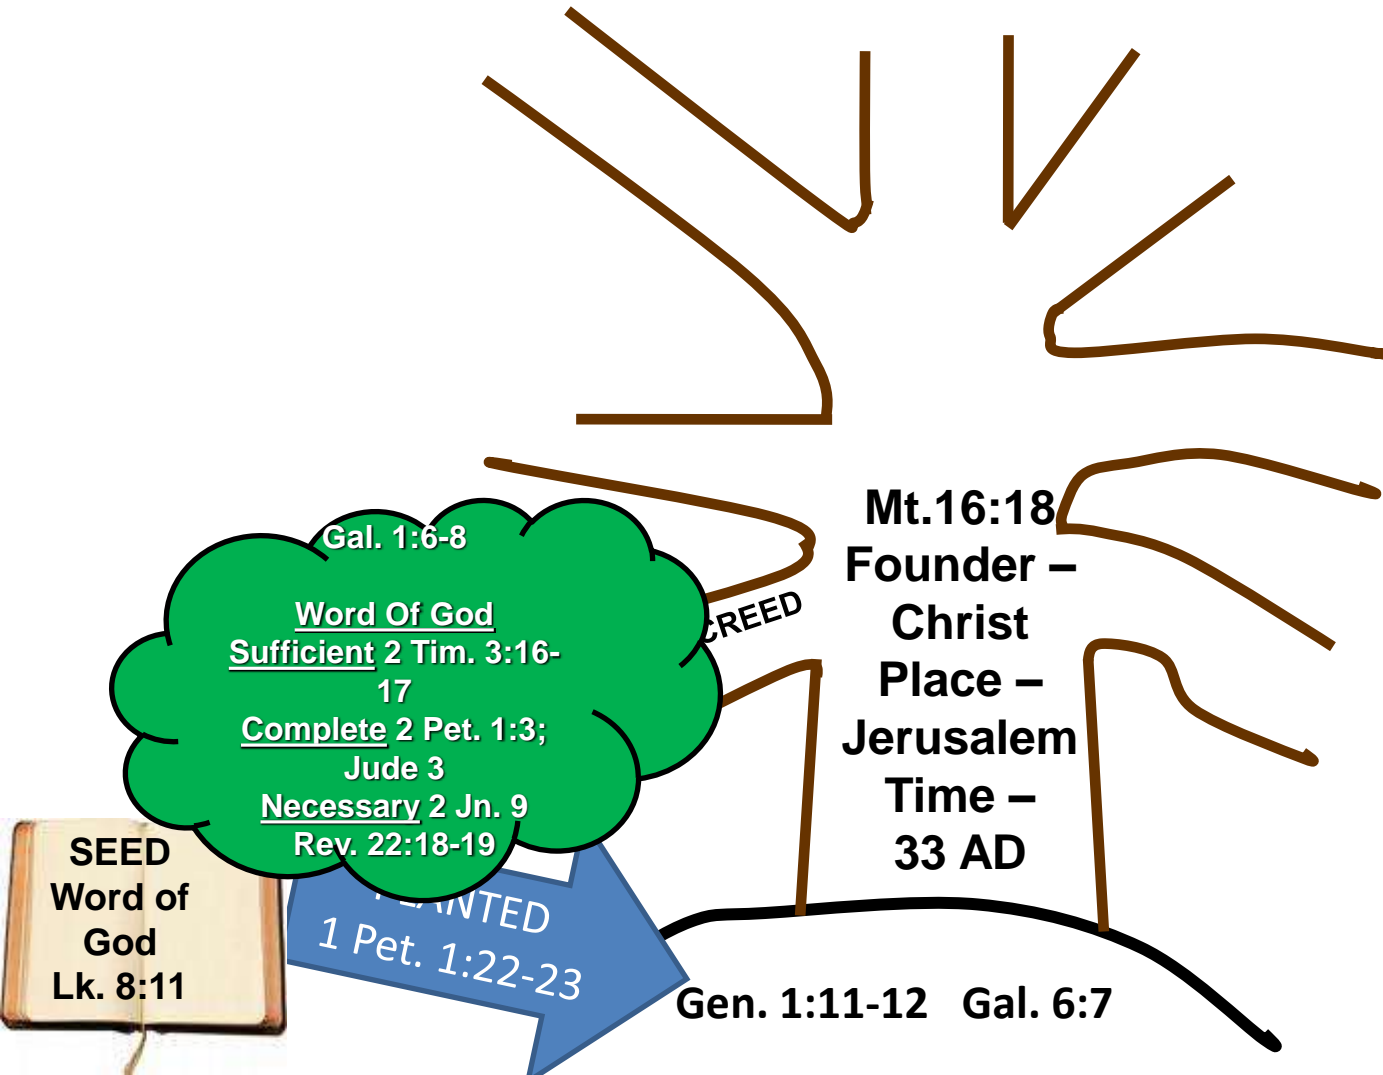 Gal. 1:6-8
Word Of God
Sufficient 2 Tim. 3:16-
17
Complete 2 Pet. 1:3;
Jude 3
Necessary 2 Jn. 9
Rev. 22:18-19
CREED
Mt.16:18
Founder –
Christ
Place –
Jerusalem
Time –
33 AD
SEED
Word of
God
Lk. 8:11
PLANTED
1 Pet. 1:22-23
Gen. 1:11-12 Gal. 6:7